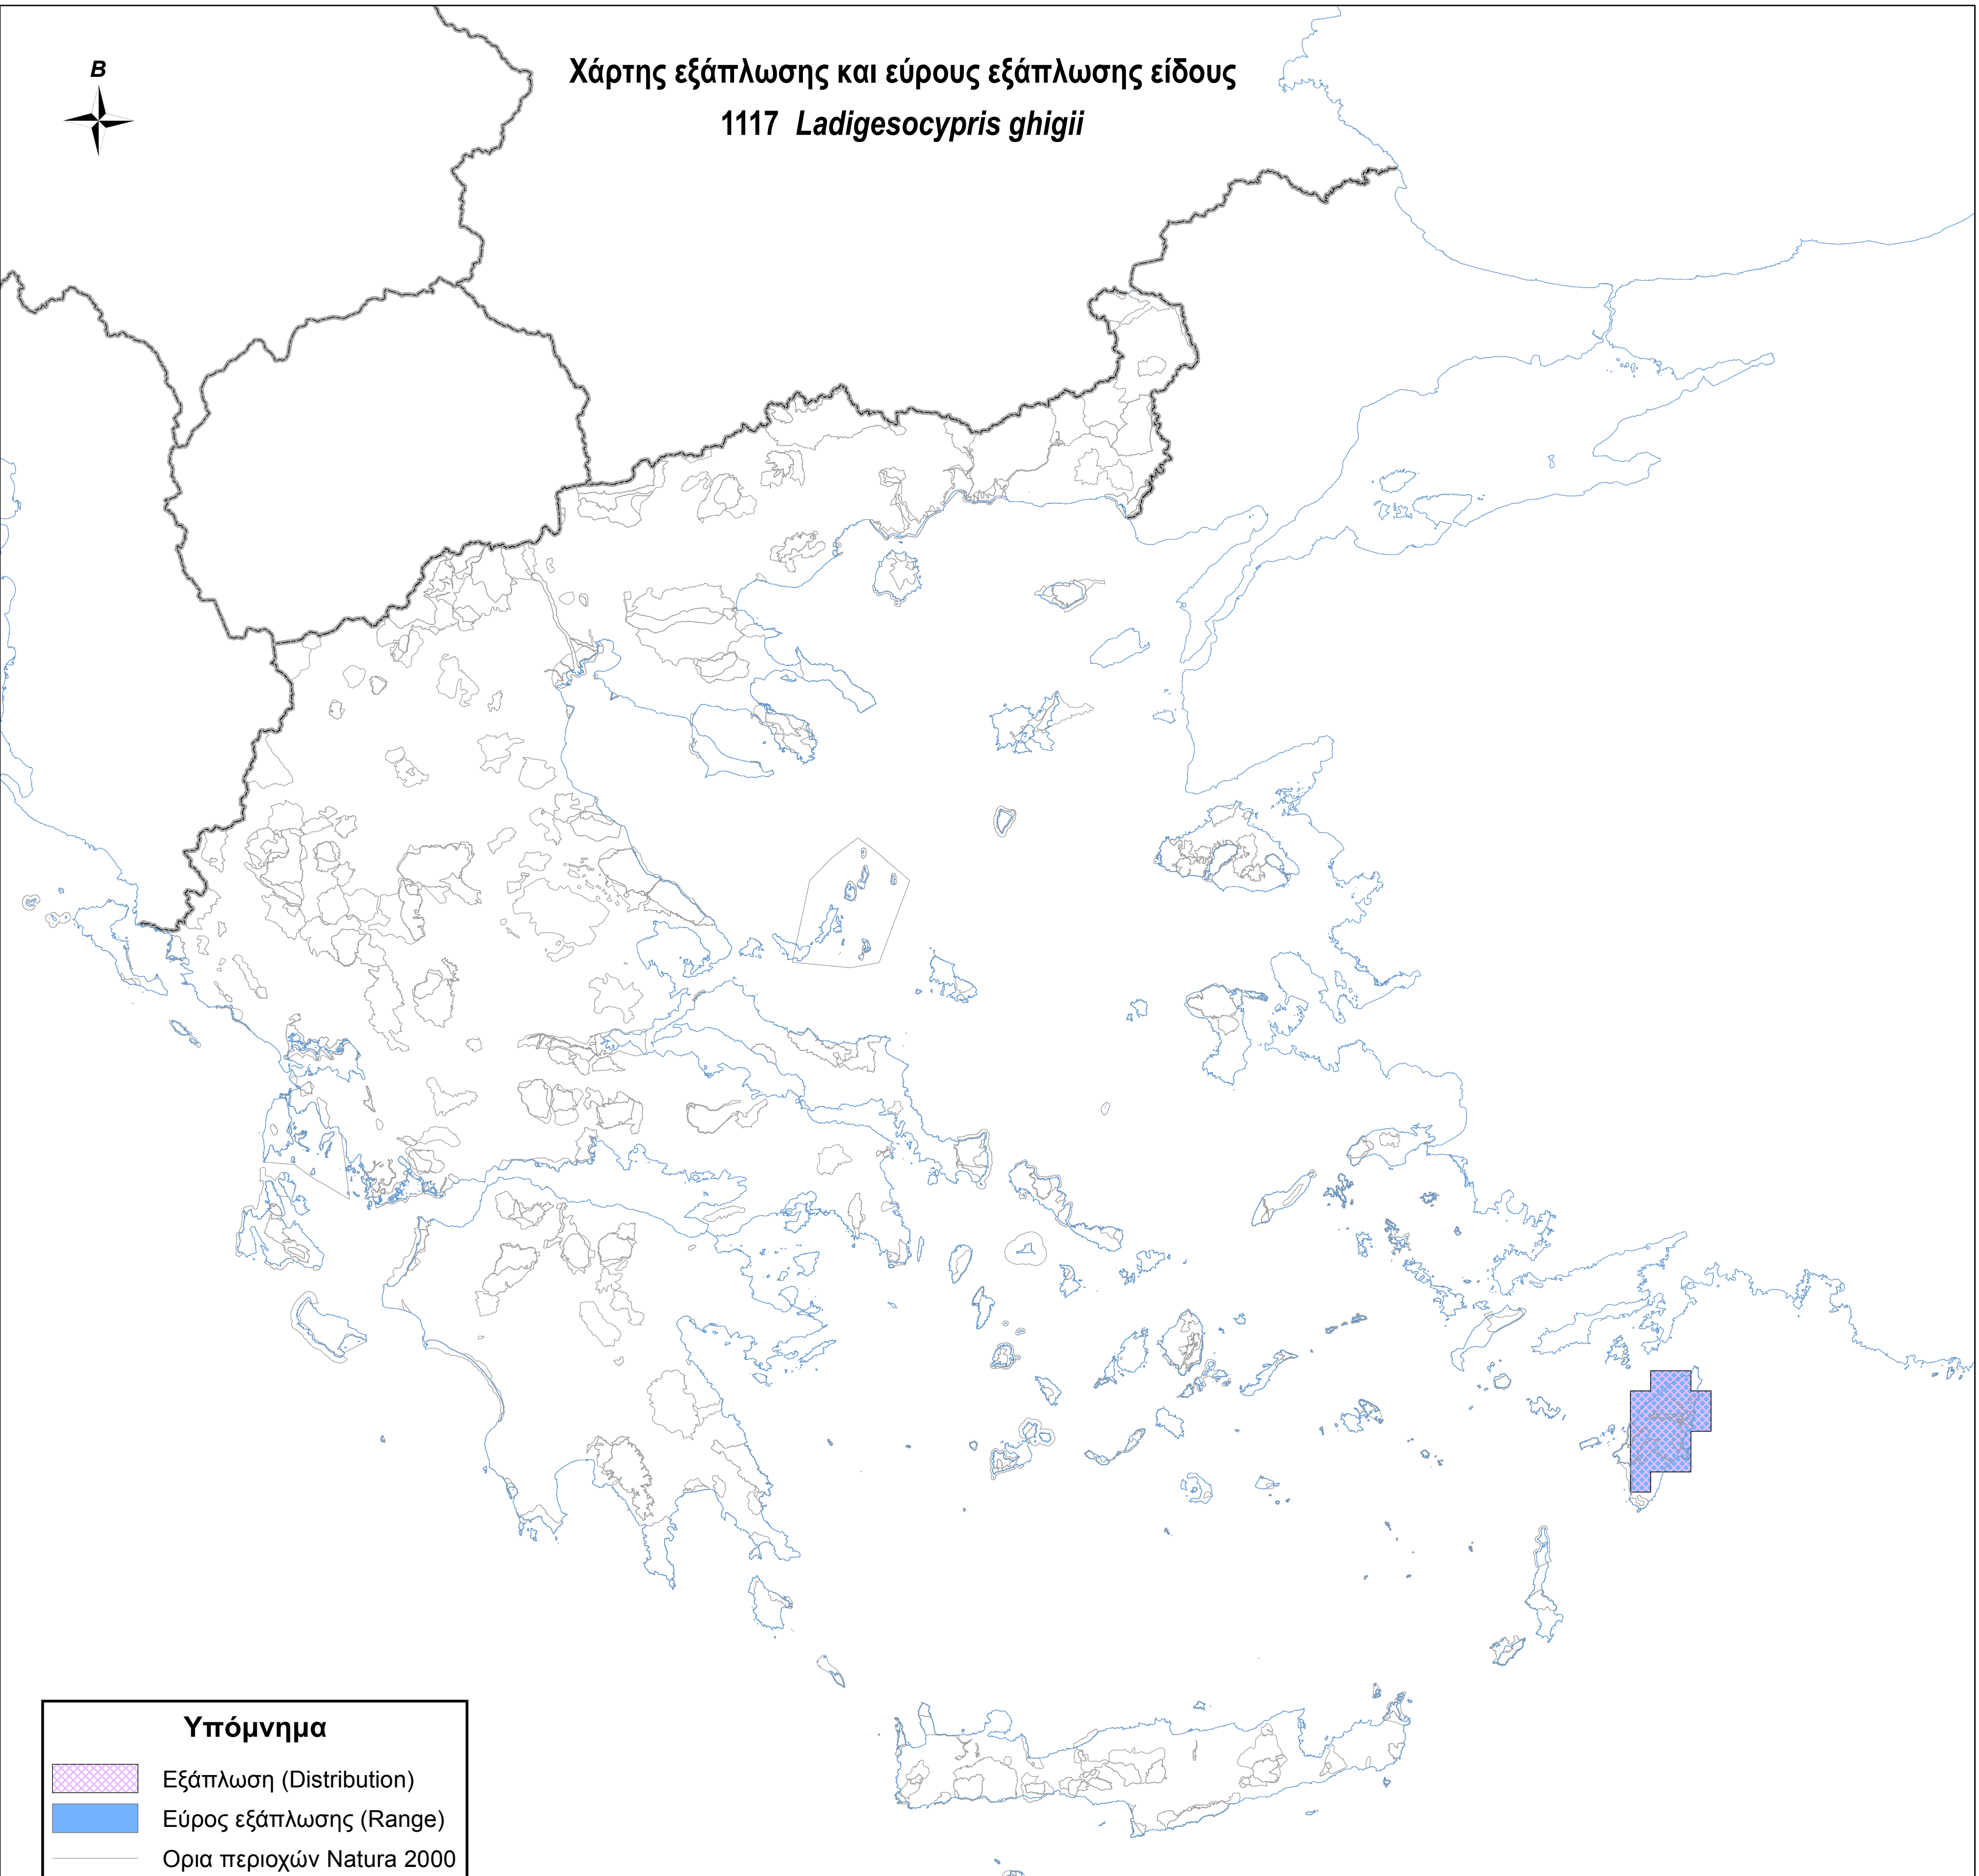 Χάρτης εξάπλωσης και εύρους εξάπλωσης είδους
1117 Ladigesocypris ghigii
Β
Υπόμνημα
Εξάπλωση (Distribution)
Εύρος εξάπλωσης (Range)
Ορια περιοχών Natura 2000